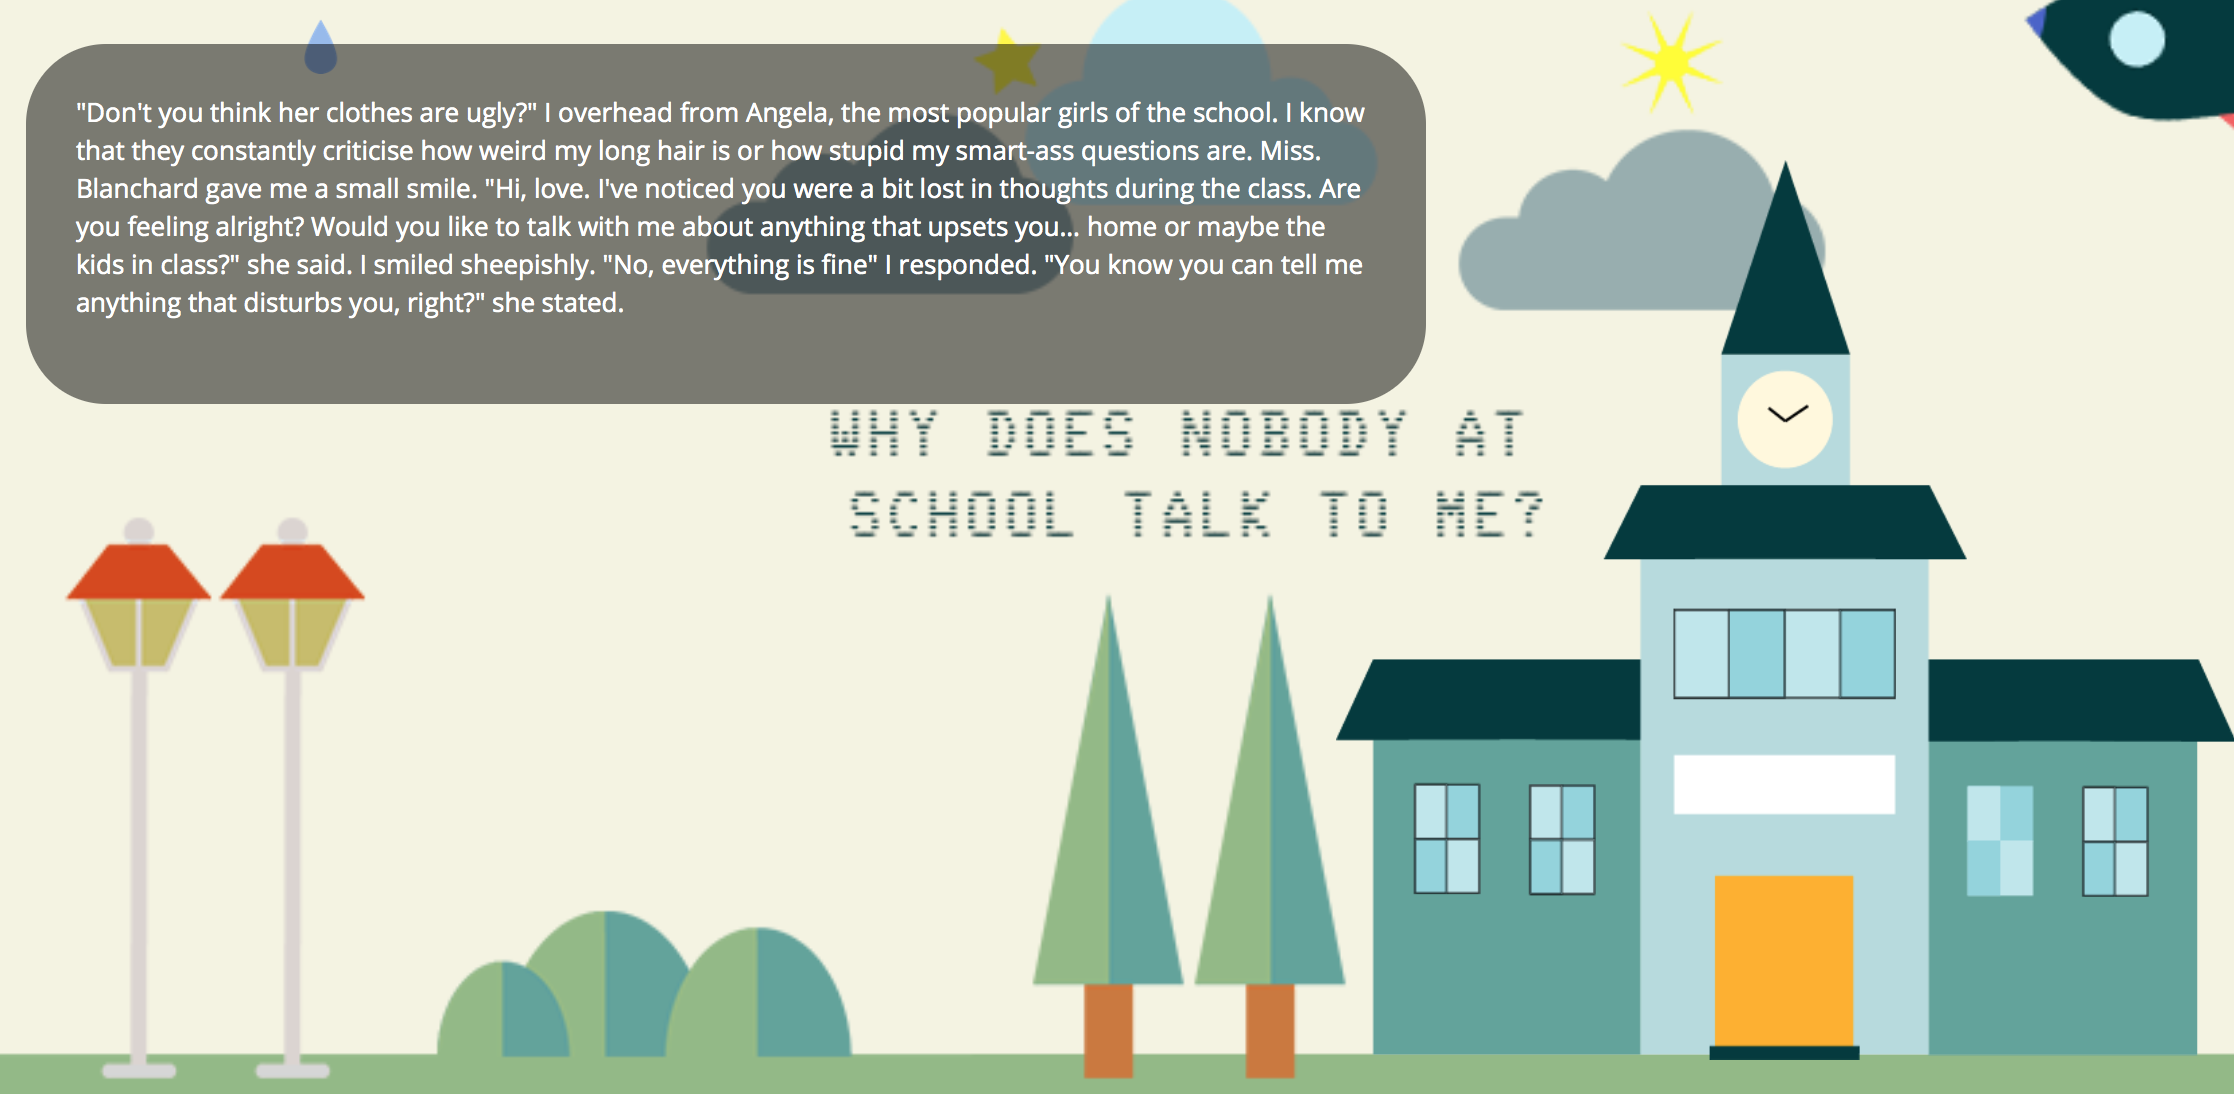 "Don't you think her clothes are ugly?" I overhead from Angela, the most popular girls of the school. I know
that they constantly criticise how weird my long hair is or how stupid my smart-ass questions are. Miss.
Blanchard gave me a small smile. "Hi, love. I've noticed you were a bit lost in thoughts during the class. Are
you feeling alright? Would you like to talk with me about anything that upsets you... home or maybe the
kids in class?" she said. I smiled sheepishly. "No, everything is fine" I responded. "You know you can tell me
anything that disturbs you, right?" she stated.
WHY DOES NOBODY AT
SCHOOL TALK TO ME?